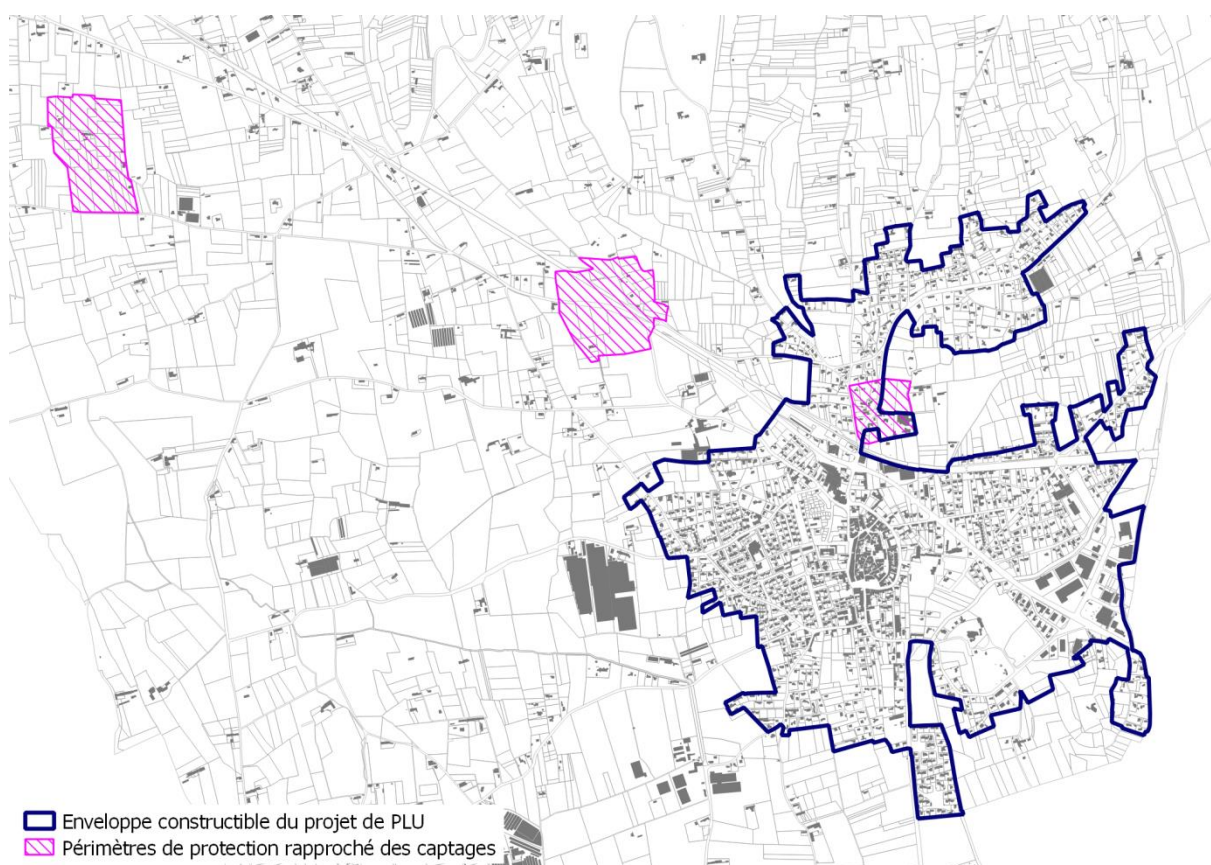 Enveloppe constructible du projet de PLU
Périmètres de protection rapproché des captages